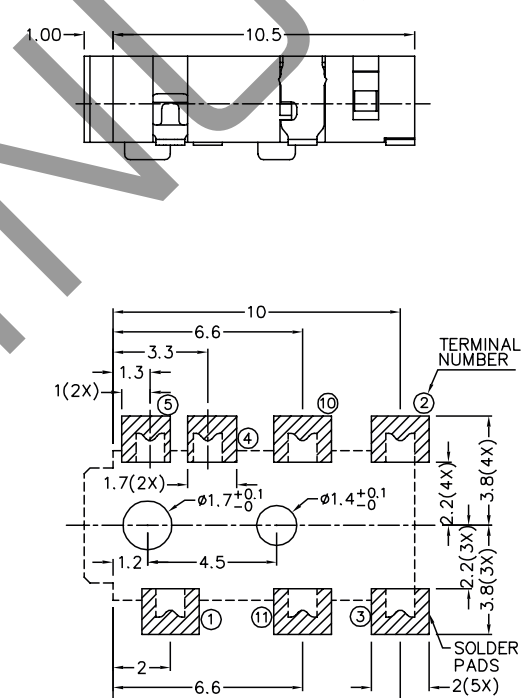 1.00
10.5
10
6.6
3.3
1.3
1(2X)
TERMINAL
NUMBER
5
4
10
2
1.7(2X)
ø1.7+0.1 -0
ø1.4+0.1 -0
2.2(4X)
3.8(4X)
1.2
4.5
2.2(3X)
3.8(3X)
1
11
3
SOLDER
PADS
2
2(5X)
6.6